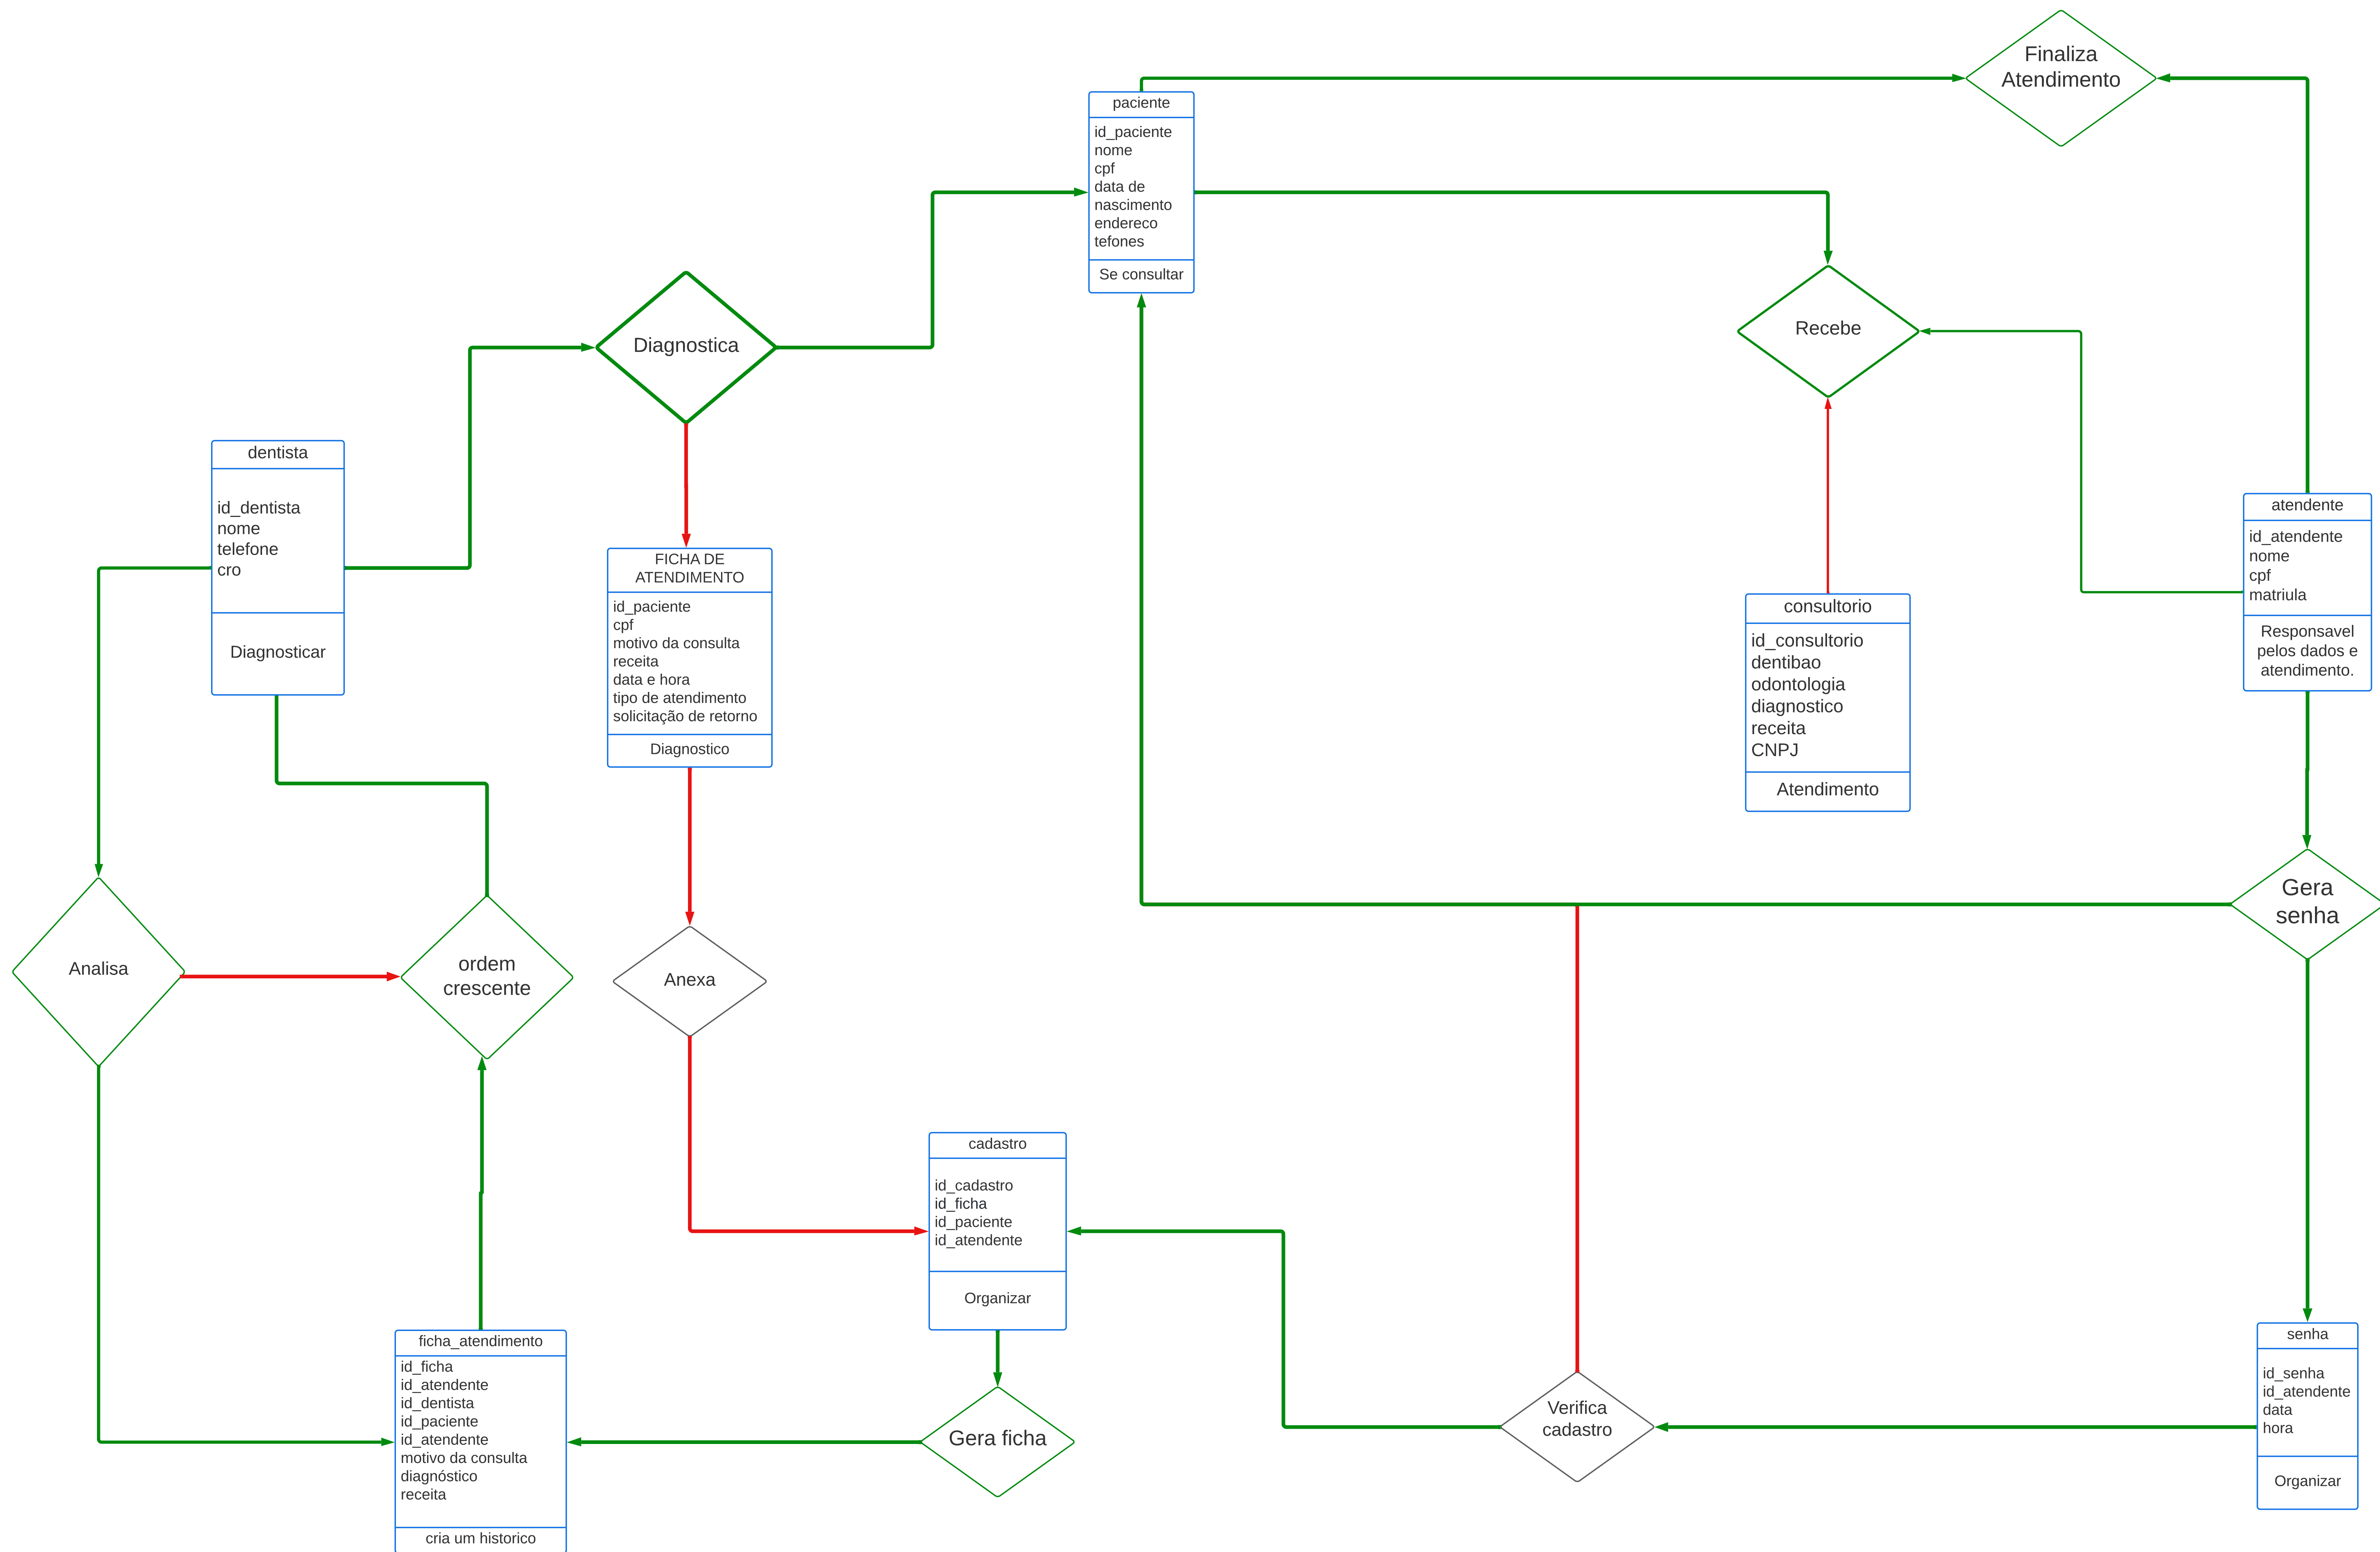 Finaliza
Atendimento
paciente
id_paciente
nome
cpf
data de
nascimento
endereco
tefones
Se consultar
Diagnostica
Recebe
dentista
id_dentista
nome
telefone
cro
Diagnosticar
FICHA DE
ATENDIMENTO
id_paciente
cpf
motivo da consulta
receita
data e hora
tipo de atendimento
solicitação de retorno
Diagnostico
consultorio
id_consultorio
dentibao
odontologia
diagnostico
receita
CNPJ
Atendimento
atendente
id_atendente
nome
cpf
matriula
Responsavel
pelos dados e
atendimento.
Analisa
ordem
crescente
Anexa
Gera
senha
cadastro
id_cadastro
id_ficha
id_paciente
id_atendente
Organizar
ficha_atendimento
id_ficha
id_atendente
id_dentista
id_paciente
id_atendente
motivo da consulta
diagnóstico
receita
cria um historico
Gera ficha
Verifica
cadastro
senha
id_senha
id_atendente
data
hora
Organizar